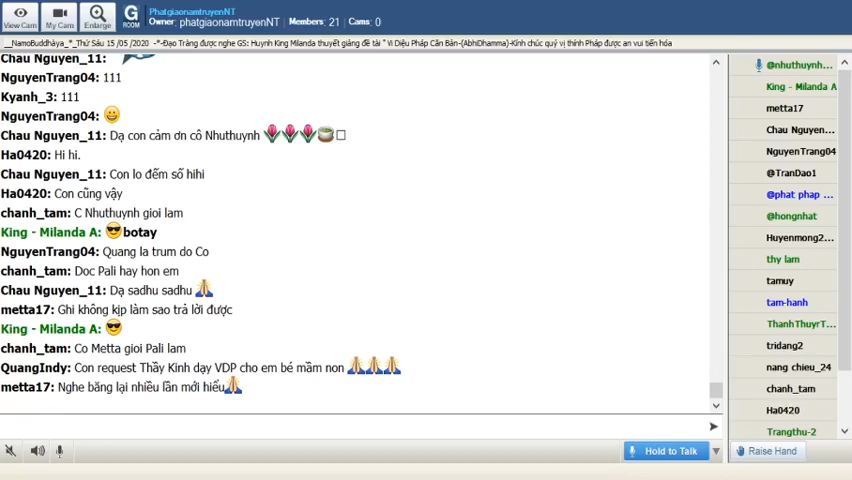 View Cam
My Cam
Enlarge
G
ROOM
PhatgiaonamtruyenNT
Owner: phatgiaonamtruyenNT Members: 21 Cams: 0
__NamoBuddhàya_*_Thứ Sáu 15 /05 /2020 -*-Đạo Tràng được nghe GS: Huynh King Milanda thuyết giảng đề tài " Vi Diệu Pháp Căn Bản-(AbhiDhamma)-Kính chúc quý vị thính Pháp được an vui tiến hóa
Chau Nguyen_11:
NguyenTrang04: 111
Kyanh_3: 111
NguyenTrang04:
Chau Nguyen_11: Dạ con cảm ơn cô Nhuthuynh
Ha0420: Hi hi.
Chau Nguyen_11: Con lo đếm số hihi
Ha0420: Con cũng vậy
chanh_tam: C Nhuthuynh gioi lam
King - Milanda A: botay
NguyenTrang04: Quang la trum do Co
chanh_tam: Doc Pali hay hon em
Chau Nguyen_11: Dạ sadhu sadhu
metta17: Ghi không kịp làm sao trả lời được
King - Milanda A:
chanh_tam: Co Metta gioi Pali lam
QuangIndy: Con request Thầy Kinh dạy VDP cho em bé mầm non
metta17: Nghe băng lại nhiều lần mới hiểu
Hold to Talk
@nhuthuynh...
King - Milanda A
metta17
Chau Nguyen...
NguyenTrang04
@TranDao1
@phat phap ...
@hongnhat
Huyenmong2...
thy lam
tamuy
tam-hanh
ThanhThuyrT...
tridang2
nang chieu_24
chanh_tam
Ha0420
Trangthu-2
Raise Hand